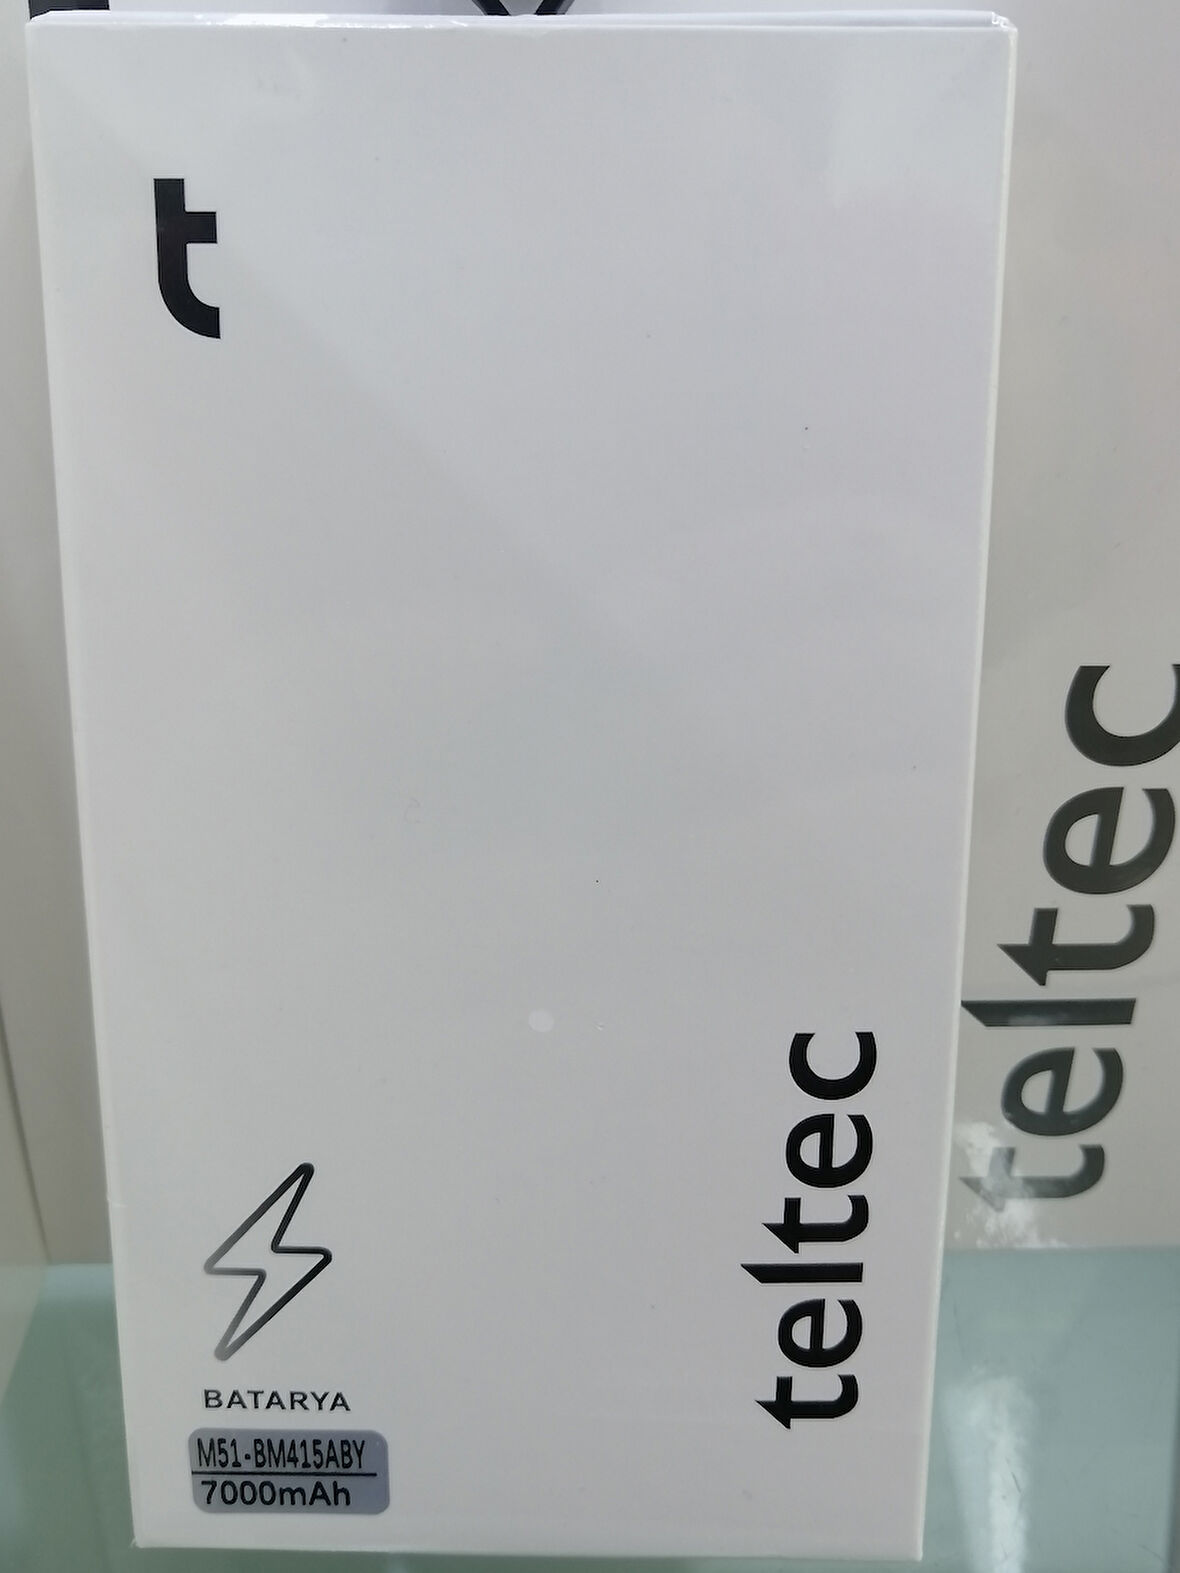 t
teltec
BATARYA
M51-BM415ABY
7000mAh
teltec